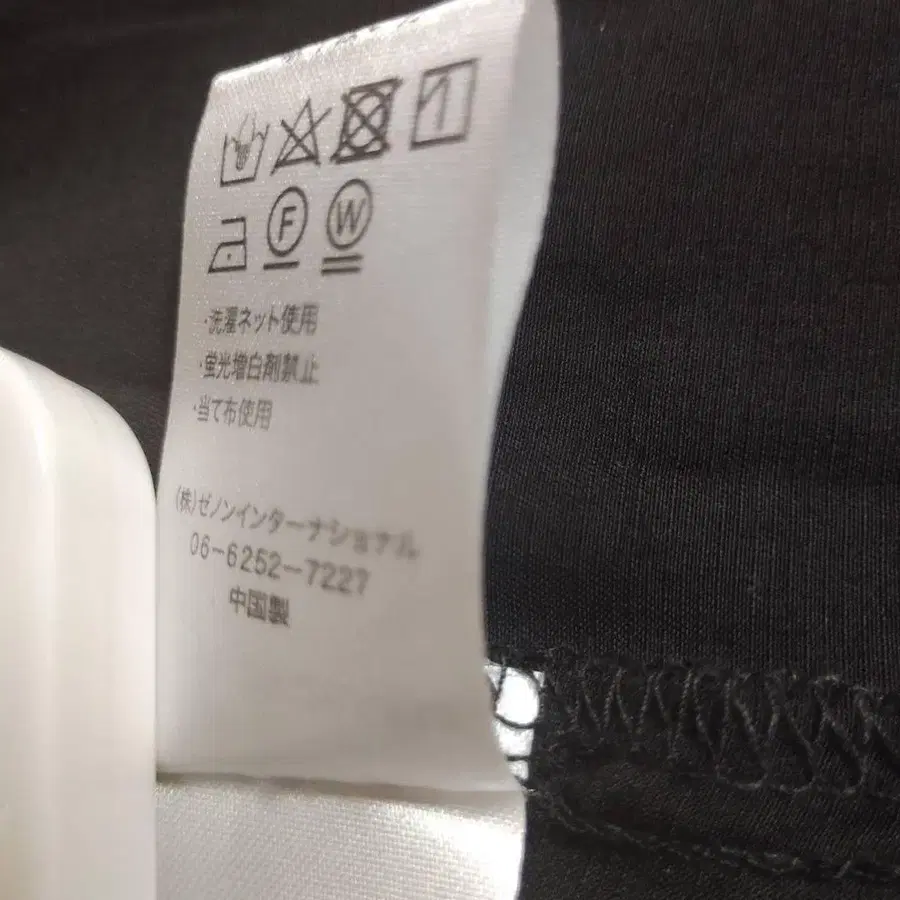 F W
・洗濯ネット使用
・蛍光増白剤禁止
・当て布使用
(株)ゼノンインターナショナル
06-6252-7227
中国製